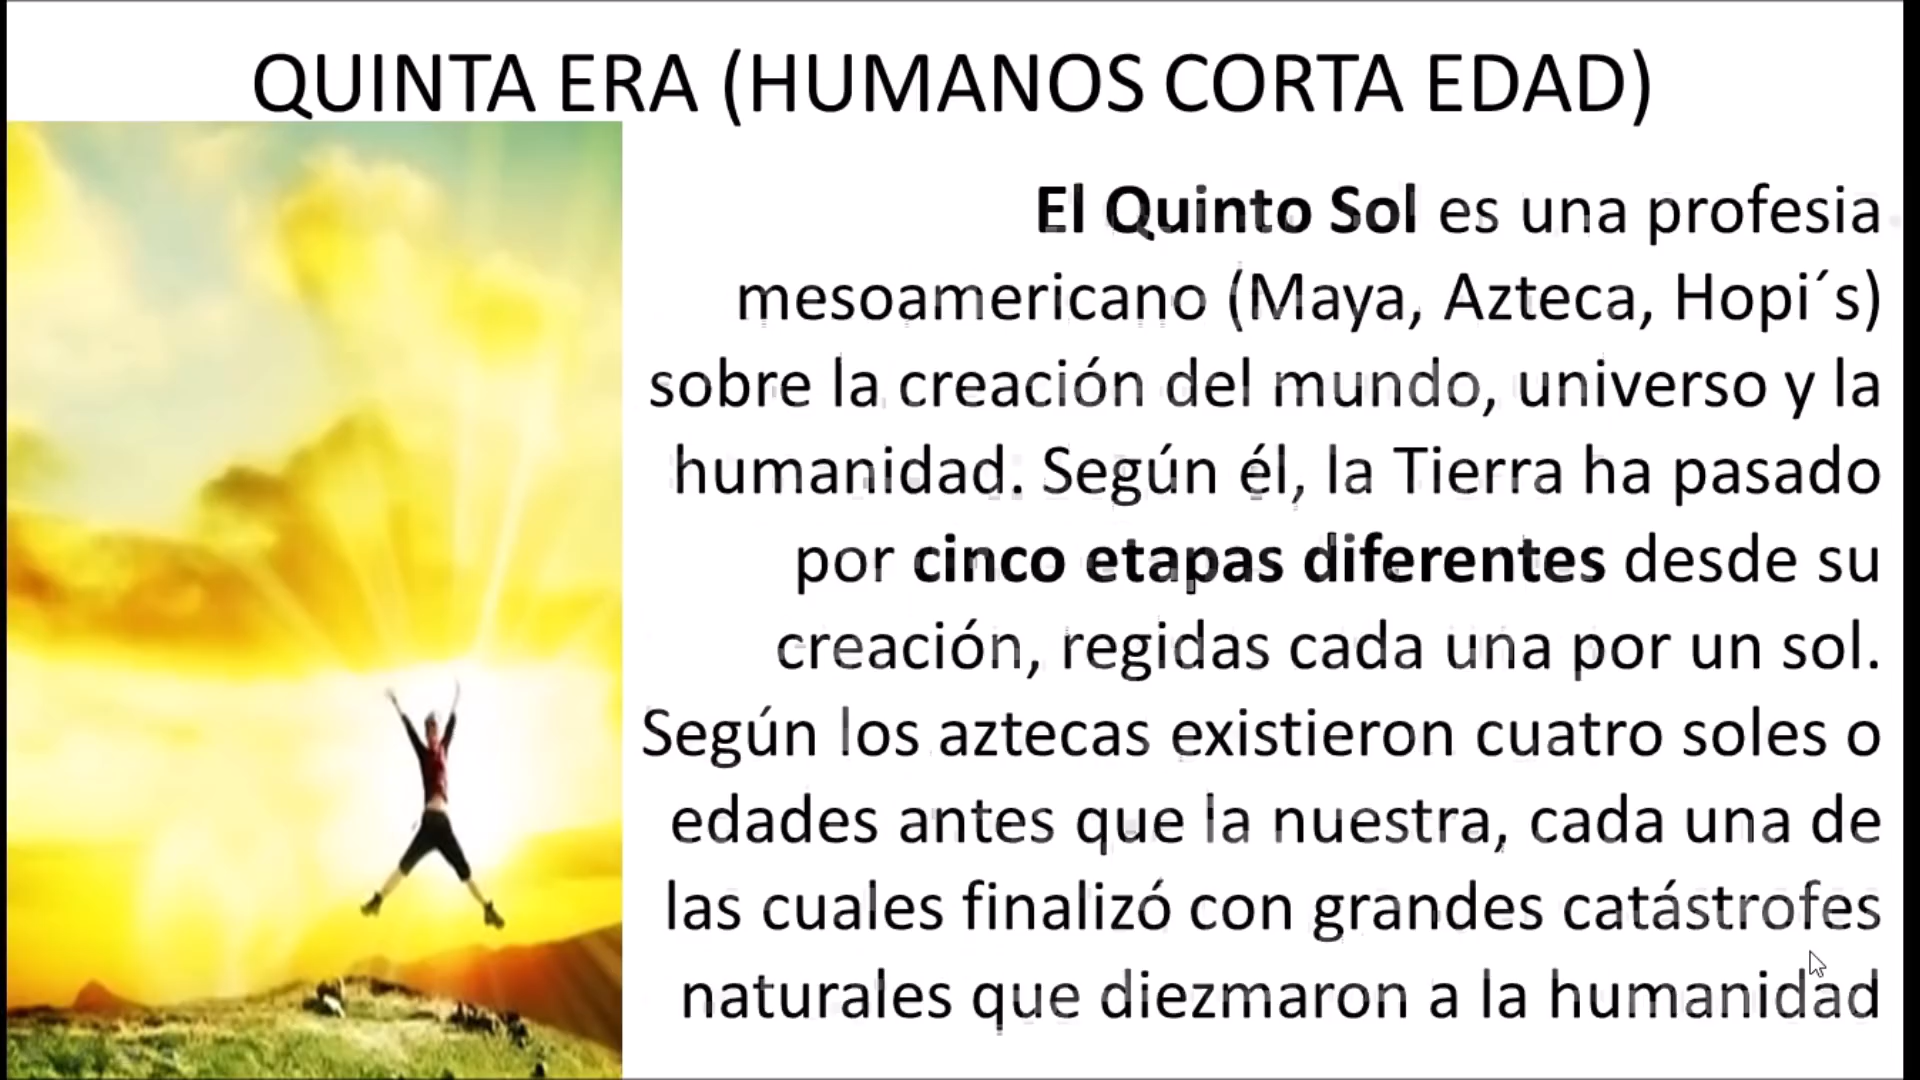 QUINTA ERA (HUMANOS CORTA EDAD)
El Quinto Sol es una profesia
mesoamericano (Maya, Azteca, Hopi´s)
sobre la creación del mundo, universo y la
humanidad. Según él, la Tierra ha pasado
por cinco etapas diferentes desde su
creación, regidas cada una por un sol.
Según los aztecas existieron cuatro soles o
edades antes que la nuestra, cada una de
las cuales finalizó con grandes catástrofes
naturales que diezmaron a la humanidad